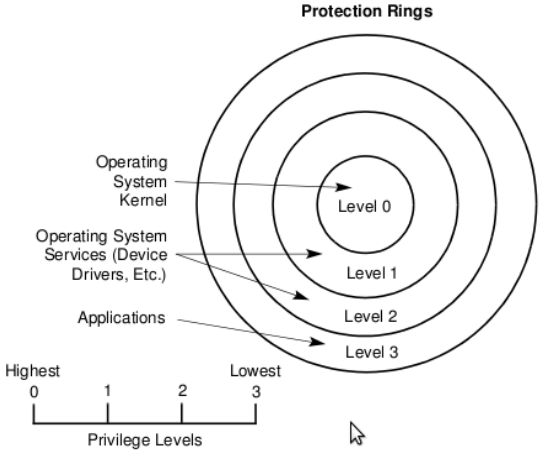 Protection Rings
Operating
System
Kernel
Level 0
Operating System
Services (Device
Drivers, Etc.)
Level 1
Level 2
Applications
Level 3
Highest
Lowest
0 1 2 3
Privilege Levels